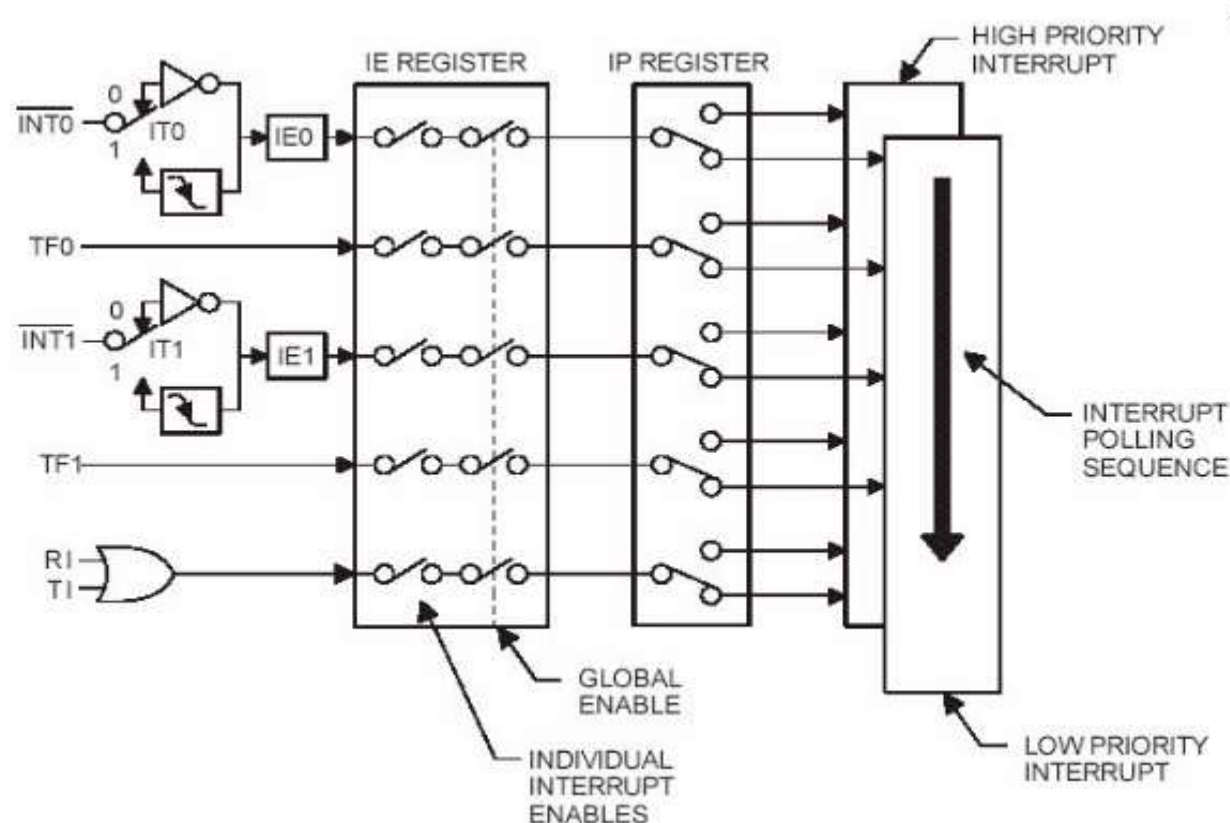 HIGH PRIORITY
INTERRUPT
IE REGISTER
IP REGISTER
0
INT0
IT0
1
IE0
TF0
0
INT1
IT1
1
IE1
TF1
INTERRUPT
POLLING
SEQUENCE
RI
TI
GLOBAL
ENABLE
INDIVIDUAL
INTERRUPT
ENABLES
LOW PRIORITY
INTERRUPT